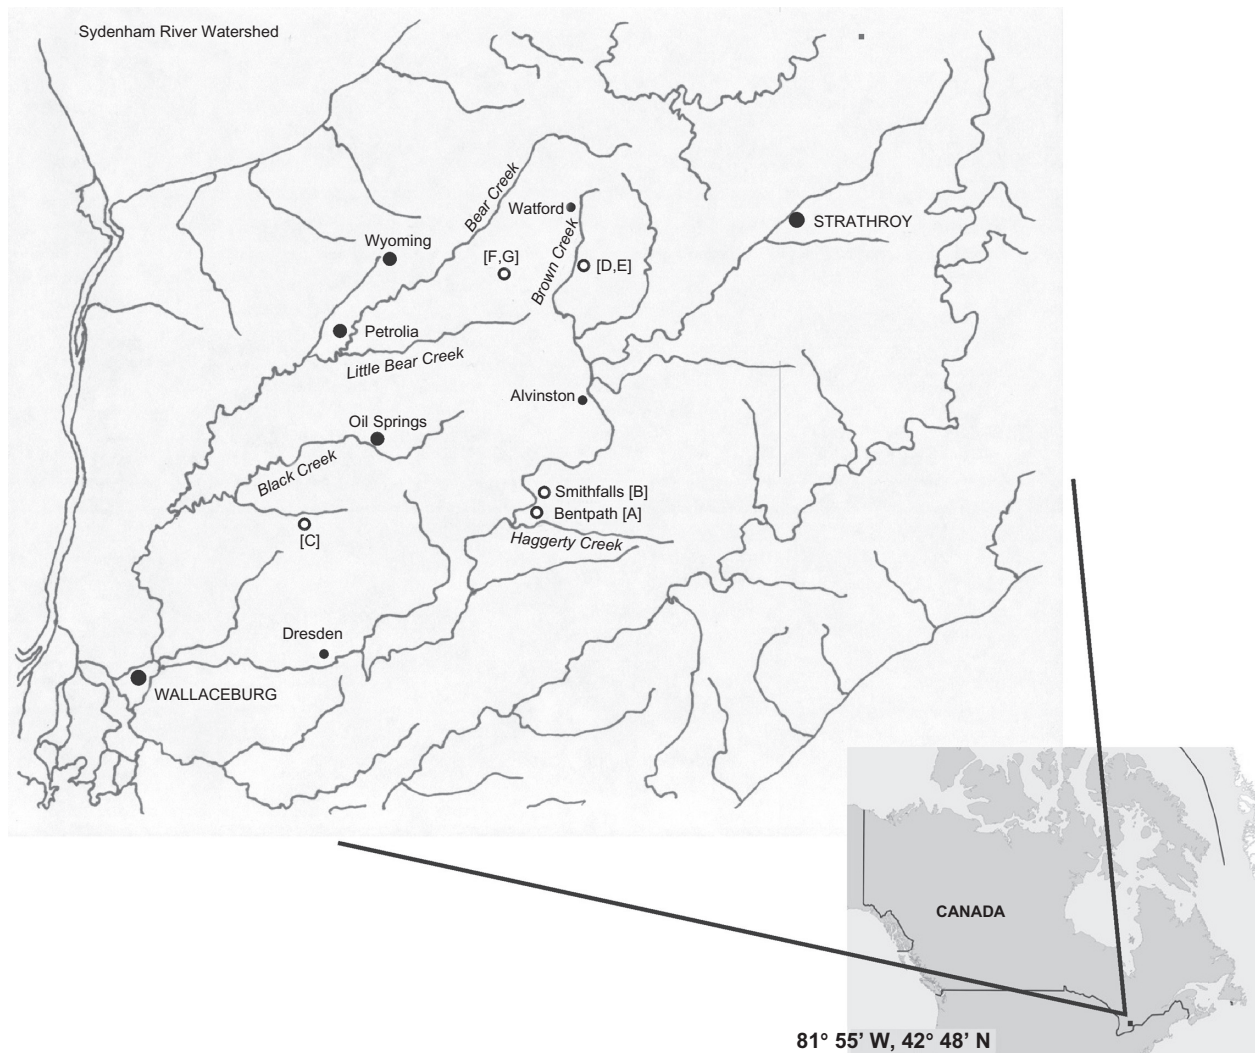 Sydenham River Watershed
Bear Creek
Watford
STRATHROY
Wyoming
[F,G]
Brown Creek
[D,E]
Petrolia
Little Bear Creek
Alvinston
Oil Springs
Black Creek
Smithfalls [B]
Bentpath [A]
[C]
Haggerty Creek
Dresden
WALLACEBURG
CANADA
81° 55' W, 42° 48' N